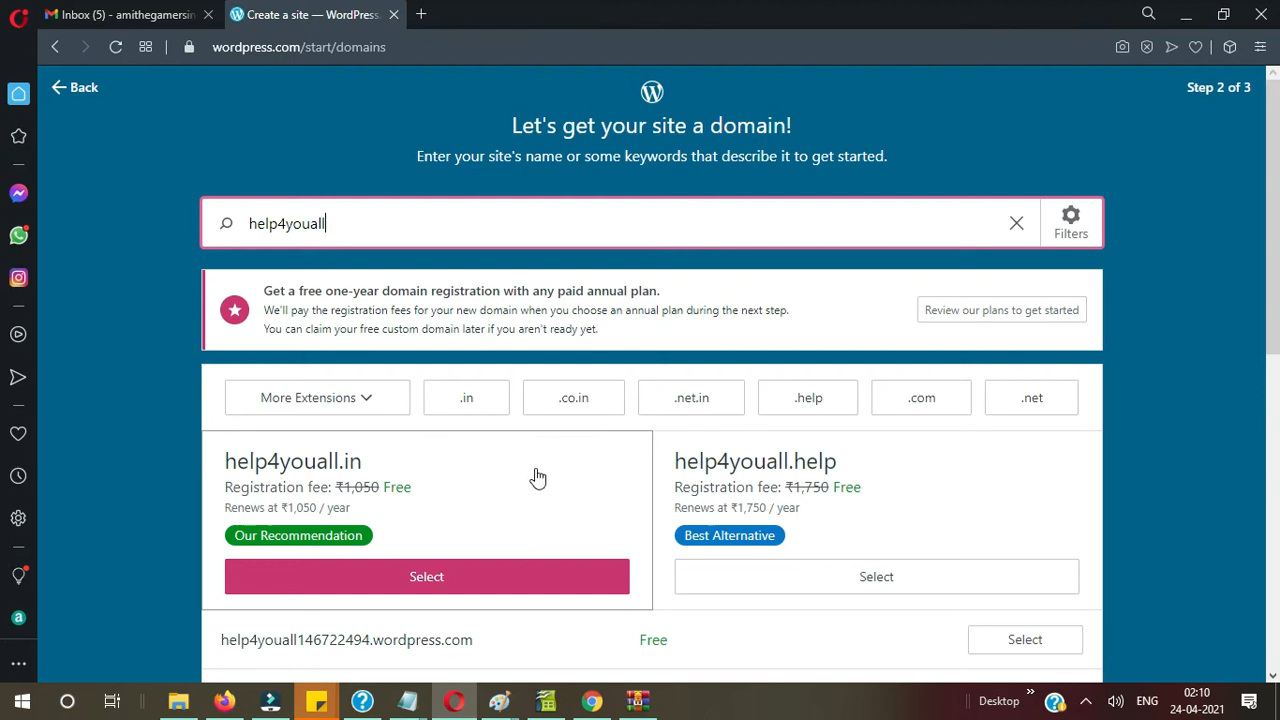 Inbox (5) - amithegamersin
Create a site — WordPress.
wordpress.com/start/domains
Back
Step 2 of 3
Let's get your site a domain!
Enter your site's name or some keywords that describe it to get started.
help4youall
Filters
Get a free one-year domain registration with any paid annual plan.
We'll pay the registration fees for your new domain when you choose an annual plan during the next step.
You can claim your free custom domain later if you aren't ready yet.
Review our plans to get started
More Extensions .in .co.in .net.in .help .com .net
help4youall.in
Registration fee: ₹1,050 Free
Renews at ₹1,050 / year
Our Recommendation
Select
help4youall.help
Registration fee: ₹1,750 Free
Renews at ₹1,750 / year
Best Alternative
Select
help4youall146722494.wordpress.com Free Select
Desktop
ENG
02:10
24-04-2021